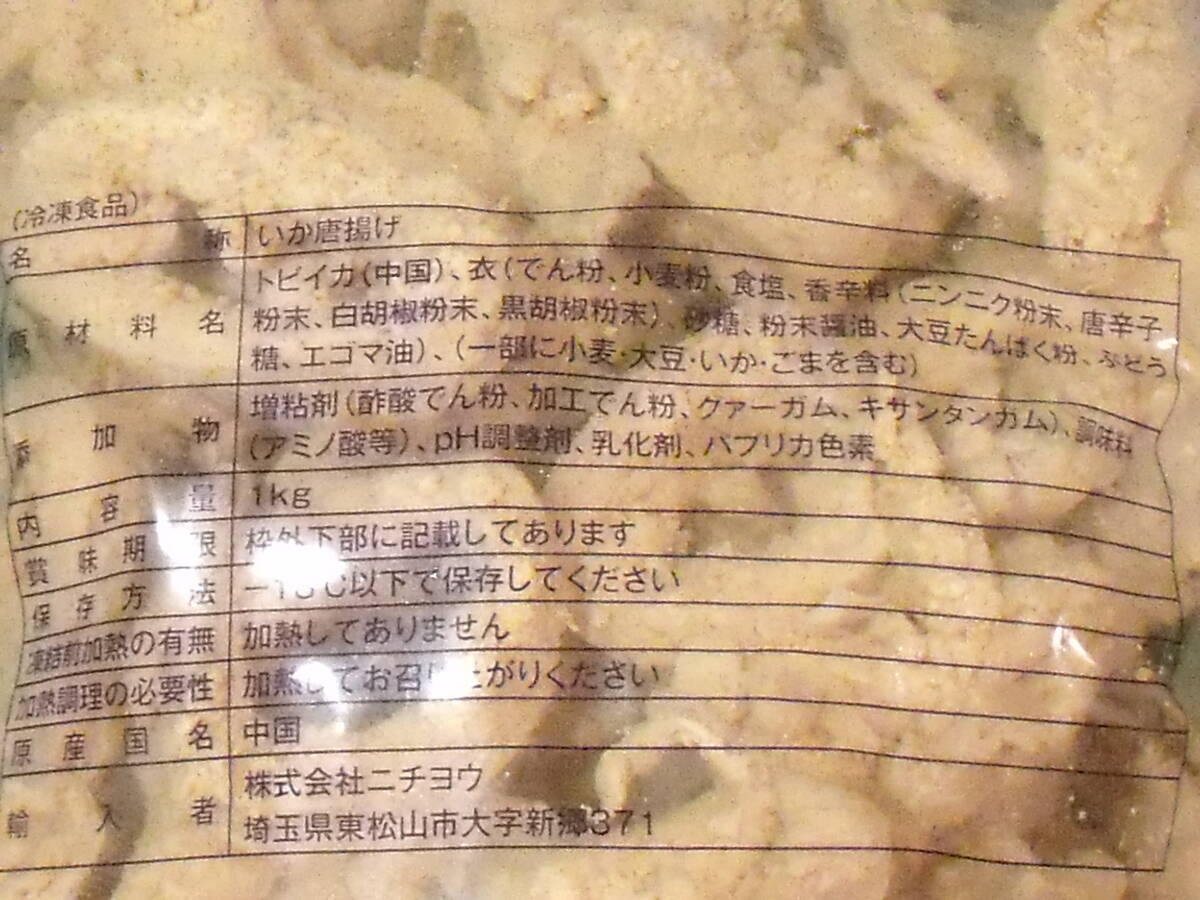 (冷凍食品)
名称 いか唐揚げ
原材料名 トビイカ(中国)、衣(でん粉、小麦粉、食塩、香辛料(ニンニク粉末、唐辛子
粉末、白胡椒粉末、黒胡椒粉末)、砂糖、粉末醤油、大豆たんぱく粉、ぶどう
糖、エゴマ油)、(一部に小麦・大豆・いか・ごまを含む)
添加物 増粘剤(酢酸でん粉、加工でん粉、グァーガム、キサンタンガム)、調味料
(アミノ酸等)、pH調整剤、乳化剤、パプリカ色素
内容量 1kg
賞味期限 枠外下部に記載してあります
保存方法 以下で保存してください
凍結前加熱の有無 加熱してありません
加熱調理の必要性 加熱してお召し上がりください
原産国名 中国
輸入者 株式会社ニチヨウ
埼玉県東松山市大字新郷371